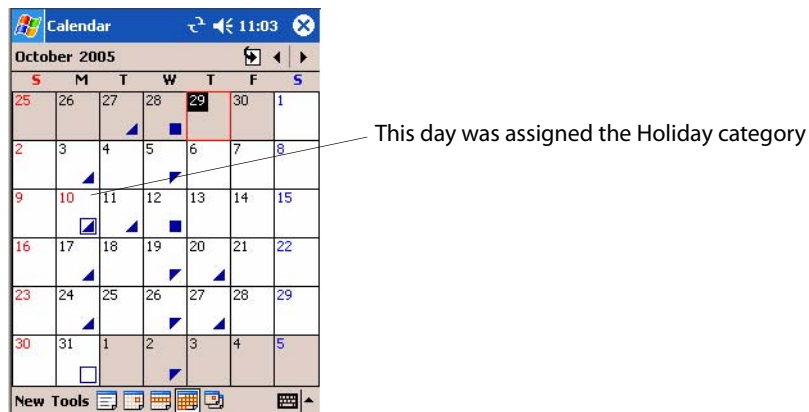 Calendar 11:03
October 2005
S M T W T F S
25 26 27 28 29 30 1
This day was assigned the Holiday category
2 3 4 5 6 7 8
9 10 11 12 13 14 15
16 17 18 19 20 21 22
23 24 25 26 27 28 29
30 31 1 2 3 4 5
New Tools